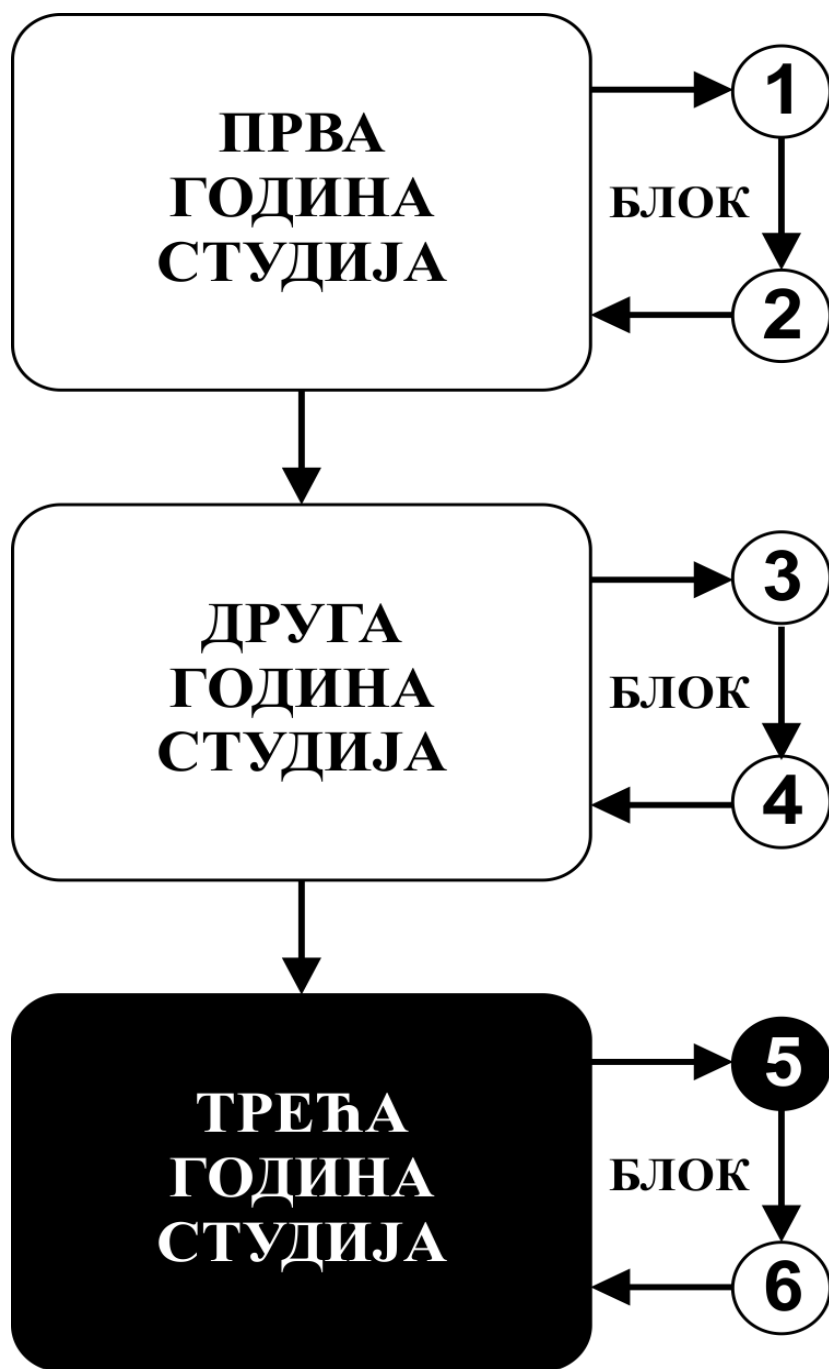 ПРВА
ГОДИНА
СТУДИЈА
1
БЛОК
2
ДРУГА
ГОДИНА
СТУДИЈА
3
БЛОК
4
ТРЕЋА
ГОДИНА
СТУДИЈА
5
БЛОК
6